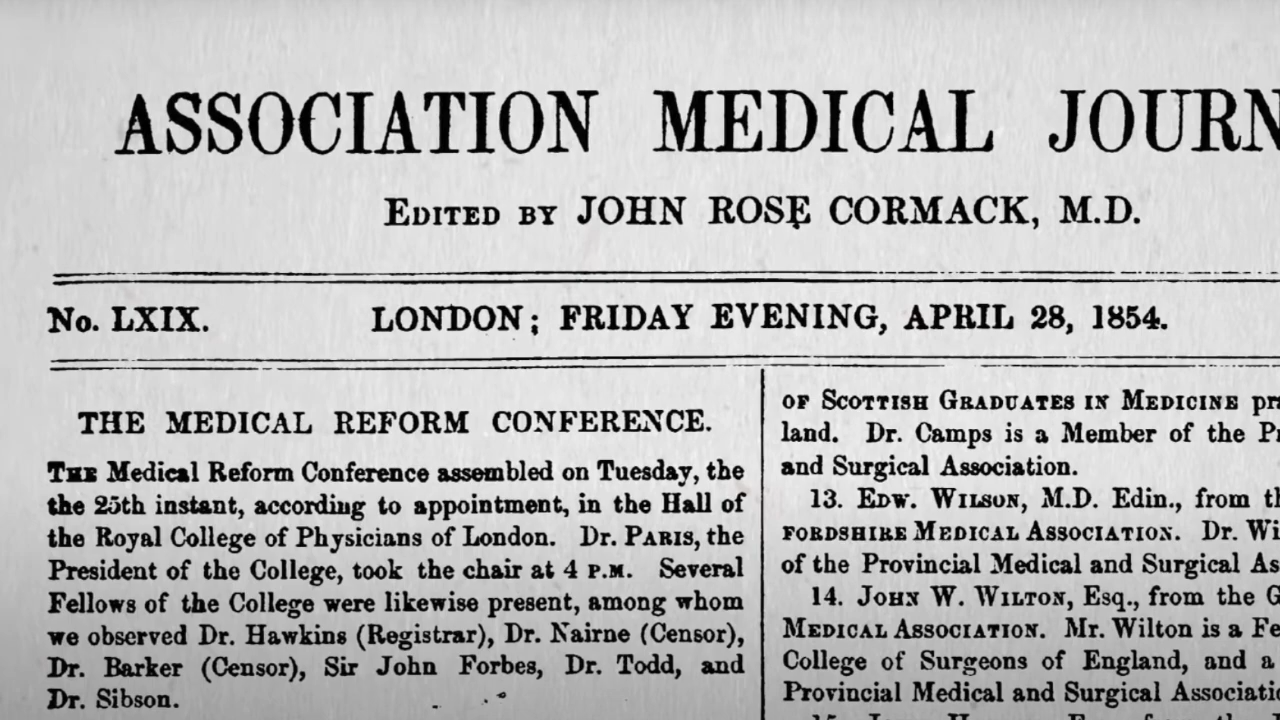 ASSOCIATION MEDICAL JOURN
EDITED BY JOHN ROSE CORMACK, M.D.
No. LXIX.
LONDON; FRIDAY EVENING, APRIL 28, 1854.
THE MEDICAL REFORM CONFERENCE.
THE Medical Reform Conference assembled on Tuesday, the
the 25th instant, according to appointment, in the Hall of
the Royal College of Physicians of London. Dr. PARIS, the
President of the College, took the chair at 4 P.M. Several
Fellows of the College were likewise present, among whom
we observed Dr. Hawkins (Registrar), Dr. Nairne (Censor),
Dr. Barker (Censor), Sir John Forbes, Dr. Todd, and
Dr. Sibson.
OF SCOTTISH GRADUATES IN MEDICINE pr
land. Dr. Camps is a Member of the P
and Surgical Association.
13. EDW. WILSON, M.D. Edin., from th
FORDSHIRE MEDICAL ASSOCIATION. Dr. Wi
of the Provincial Medical and Surgical As
14. JOHN W. WILTON, Esq., from the G
MEDICAL ASSOCIATION. Mr. Wilton is a Fe
College of Surgeons of England, and a
Provincial Medical and Surgical Associati